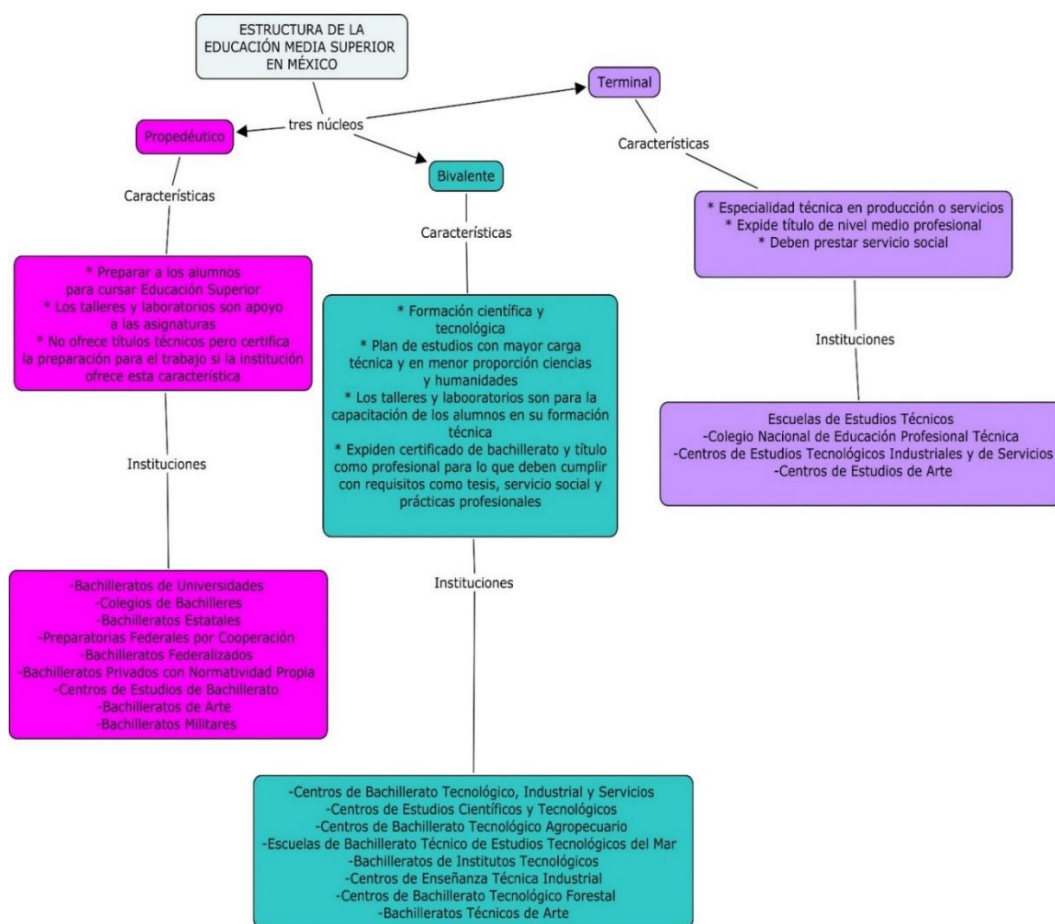 ESTRUCTURA DE LA
EDUCACIÓN MEDIA SUPERIOR
EN MÉXICO
tres núcleos
Propedéutico
Características
* Preparar a los alumnos
para cursar Educación Superior
* Los talleres y laboratorios son apoyo
a las asignaturas
* No ofrece títulos técnicos pero certifica
la preparación para el trabajo si la institución
ofrece esta característica
Instituciones
-Bachilleratos de Universidades
-Colegios de Bachilleres
-Bachilleratos Estatales
-Preparatorias Federales por Cooperación
-Bachilleratos Federalizados
-Bachilleratos Privados con Normatividad Propia
-Centros de Estudios de Bachillerato
-Bachilleratos de Arte
-Bachilleratos Militares
Bivalente
Características
* Formación científica y
tecnológica
* Plan de estudios con mayor carga
técnica y en menor proporción ciencias
y humanidades
* Los talleres y labooratorios son para la
capacitación de los alumnos en su formación
técnica
* Expiden certificado de bachillerato y título
como profesional para lo que deben cumplir
con requisitos como tesis, servicio social y
prácticas profesionales
Instituciones
-Centros de Bachillerato Tecnológico, Industrial y Servicios
-Centros de Estudios Científicos y Tecnológicos
-Centros de Bachillerato Tecnológico Agropecuario
-Escuelas de Bachillerato Técnico de Estudios Tecnológicos del Mar
-Bachilleratos de Institutos Tecnológicos
-Centros de Enseñanza Técnica Industrial
-Centros de Bachillerato Tecnológico Forestal
-Bachilleratos Técnicos de Arte
Terminal
Características
* Especialidad técnica en producción o servicios
* Expide título de nivel medio profesional
* Deben prestar servicio social
Instituciones
Escuelas de Estudios Técnicos
-Colegio Nacional de Educación Profesional Técnica
-Centros de Estudios Tecnológicos Industriales y de Servicios
-Centros de Estudios de Arte